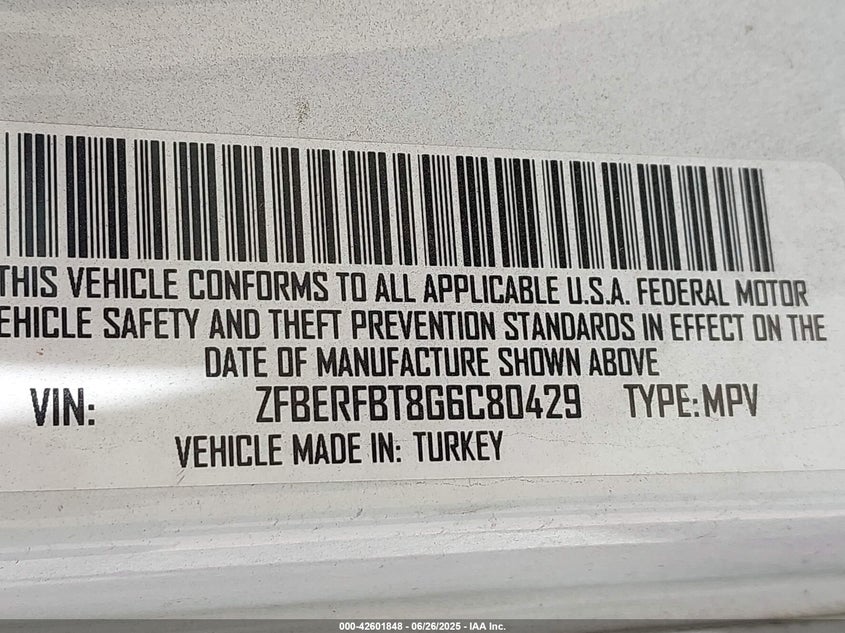 THIS VEHICLE CONFORMS TO ALL APPLICABLE U.S.A. FEDERAL MOTOR
EHICLE SAFETY AND THEFT PREVENTION STANDARDS IN EFFECT ON THE
DATE OF MANUFACTURE SHOWN ABOVE
VIN: ZFBERFBT8G6C80429 TYPE: MPV
VEHICLE MADE IN: TURKEY
000-42601848 - 06/26/2025 - IAA Inc.